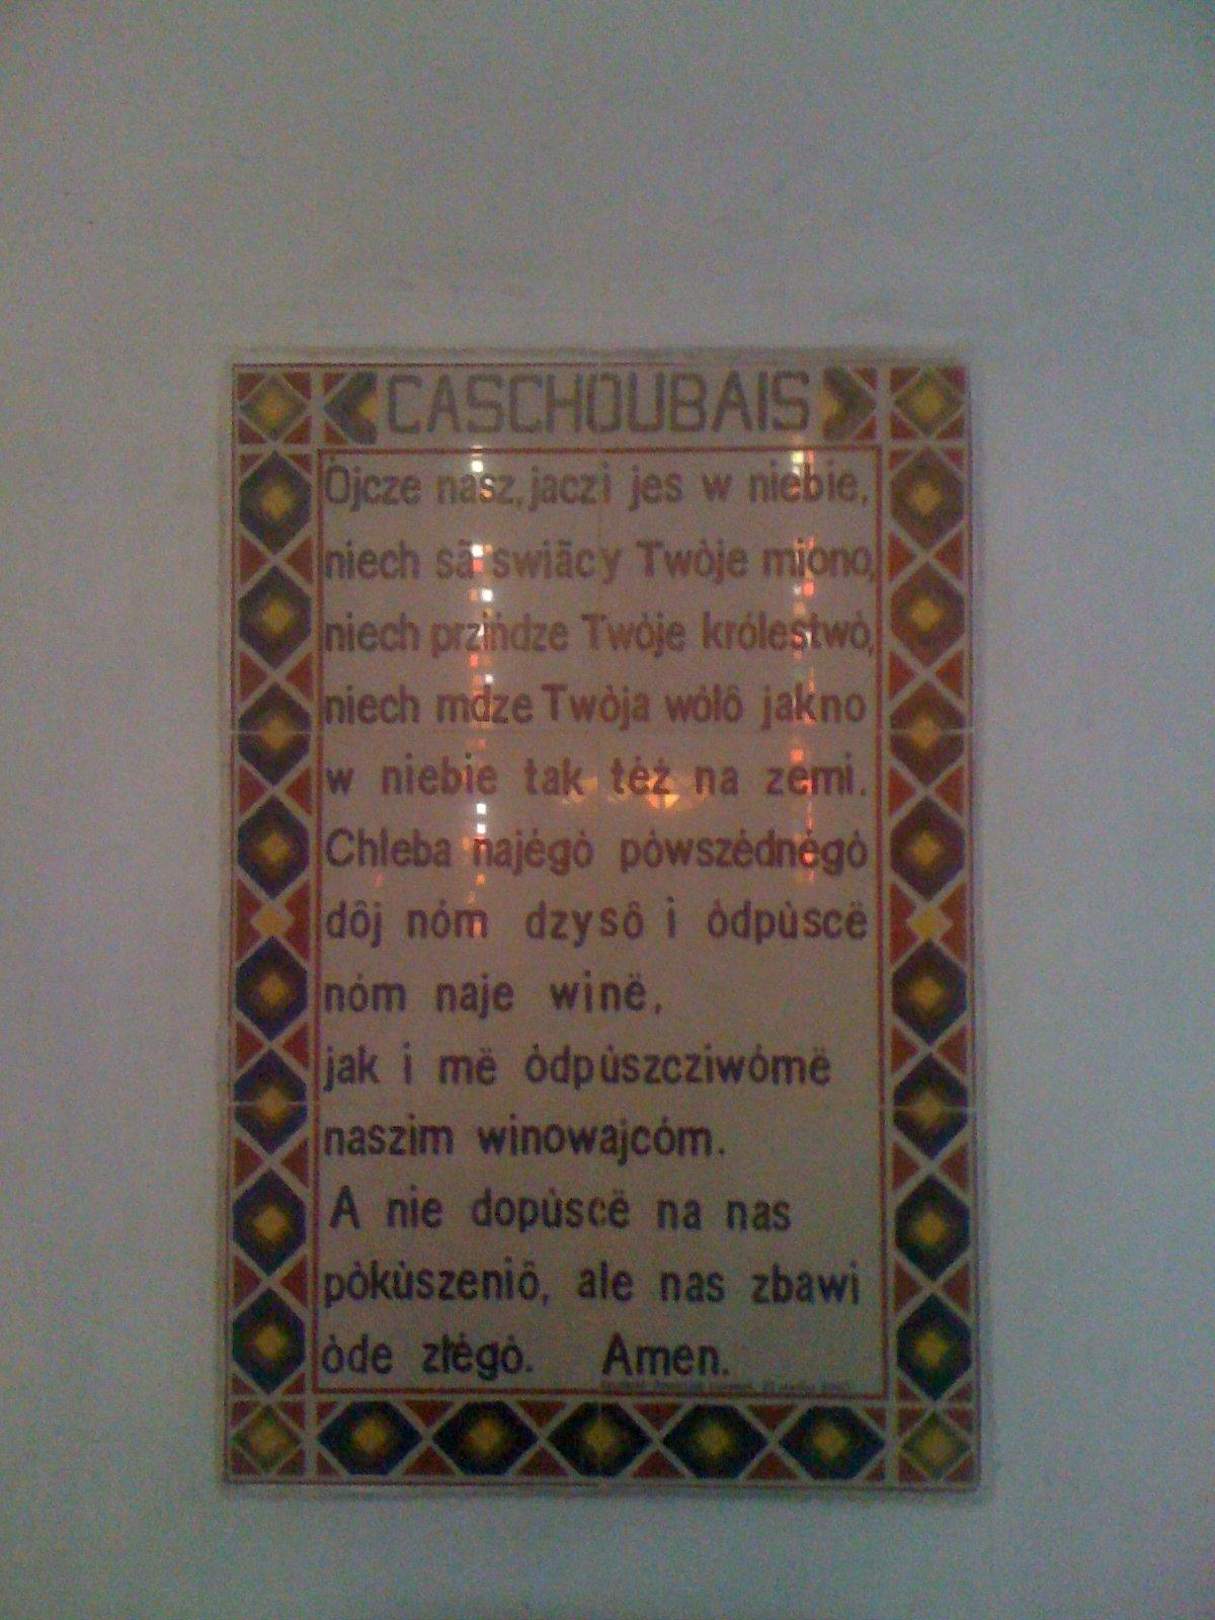 CASCHOUBAIS
Òjcze nasz, jaczi jes w niebie,
niech sã swiãcy Twòje miono,
niech przińdze Twòje królestwò,
niech mdze Twòja wòlô jakno
w niebie tak téż na zemi.
Chleba najégò pòwszédnégò
dôj nóm dzysô i òdpùscë
nóm naje winë,
jak i më òdpùszcziwómë
naszim winowajcóm.
A nie dopùscë na nas
pòkùszeniô, ale nas zbawi
òde złégò. Amen.